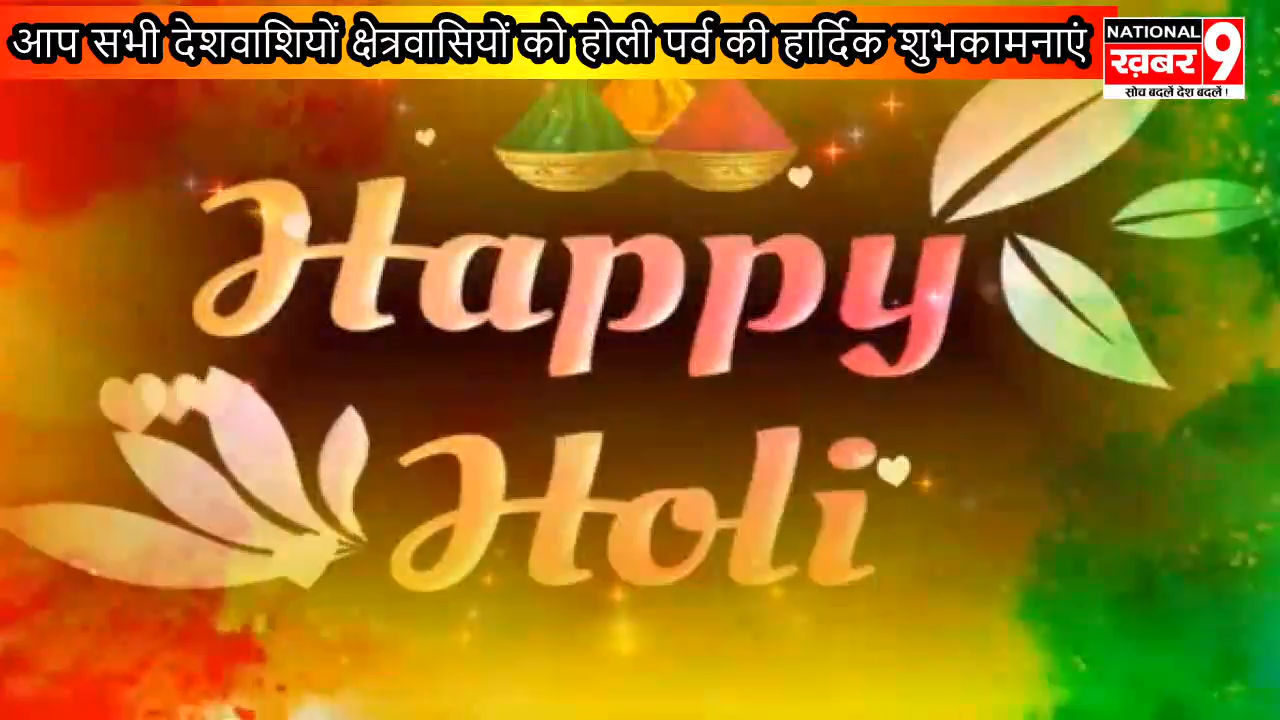 आप सभी देशवाशियों क्षेत्रवासियों को होली पर्व की हार्दिक शुभकामनाएं
NATIONAL
ख़बर 9
सोच बदलें देश बदलें !
Happy
Holi